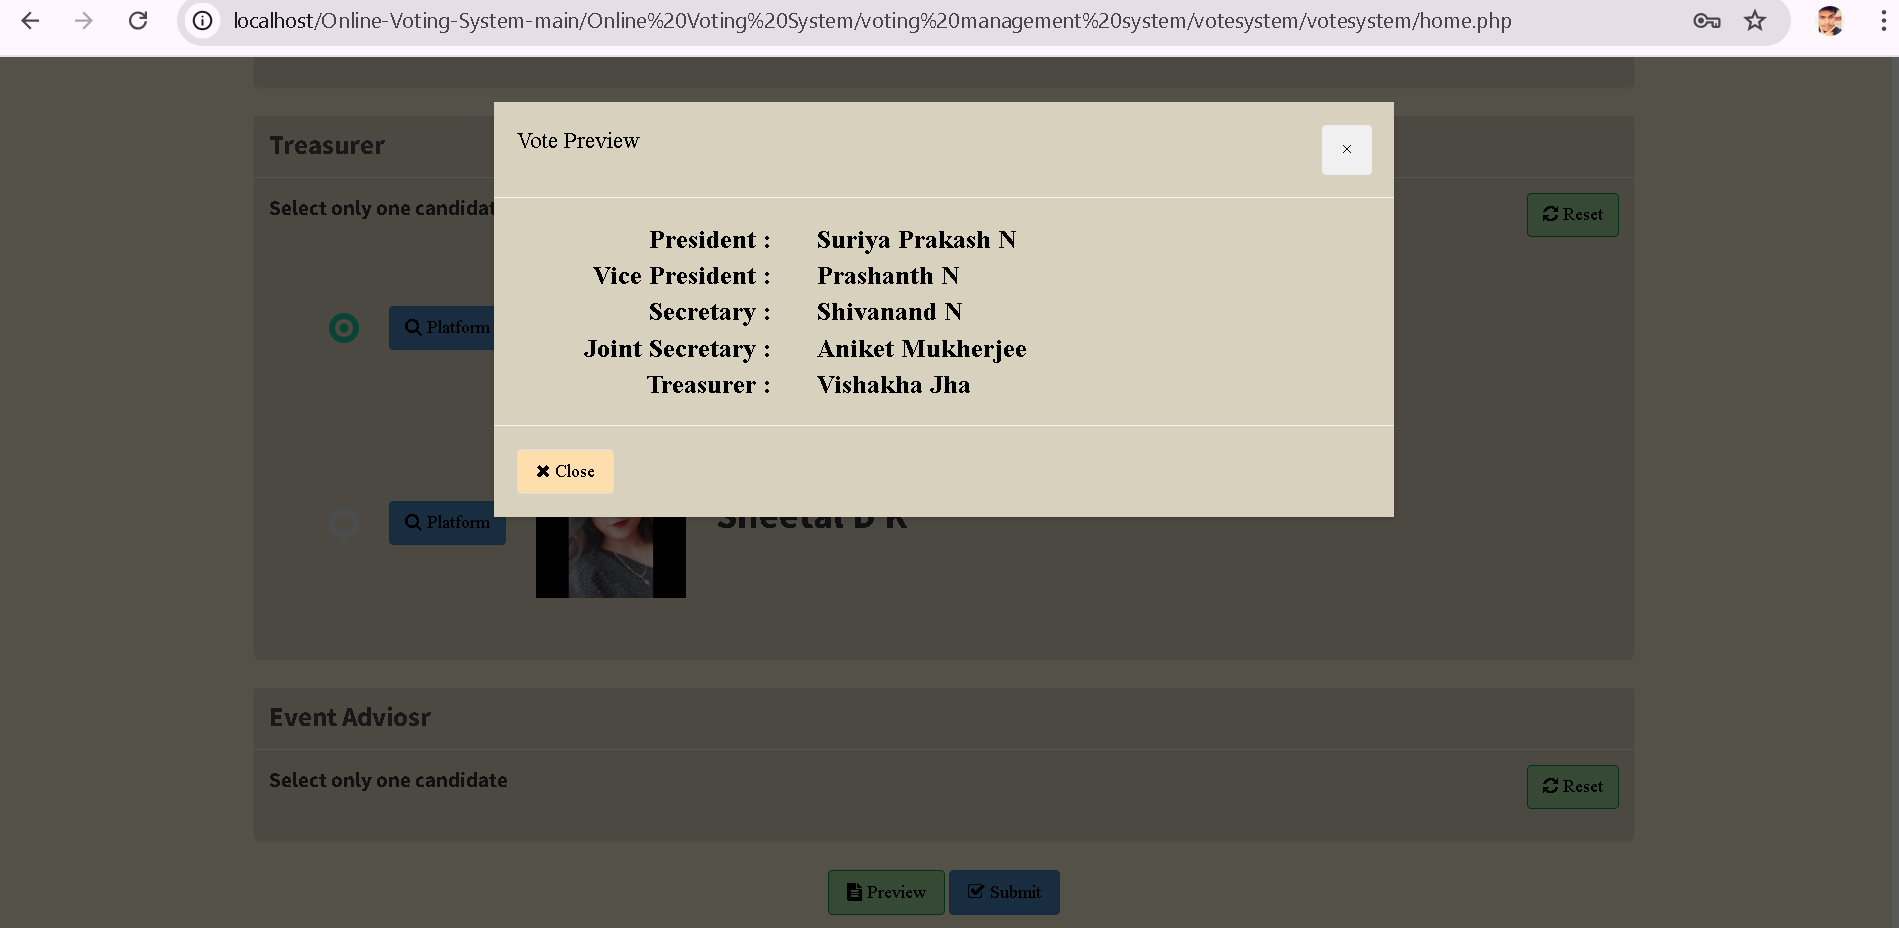 localhost/Online-Voting-System-main/Online%20Voting%20System/voting%20management%20system/votesystem/votesystem/home.php
Vote Preview
×
President : Suriya Prakash N
Vice President : Prashanth N
Secretary : Shivanand N
Joint Secretary : Aniket Mukherjee
Treasurer : Vishakha Jha
Close
Treasurer
Select only one candidat
Reset
Platform
Platform
Sheetal D K
Event Adviosr
Select only one candidate
Reset
Preview Submit